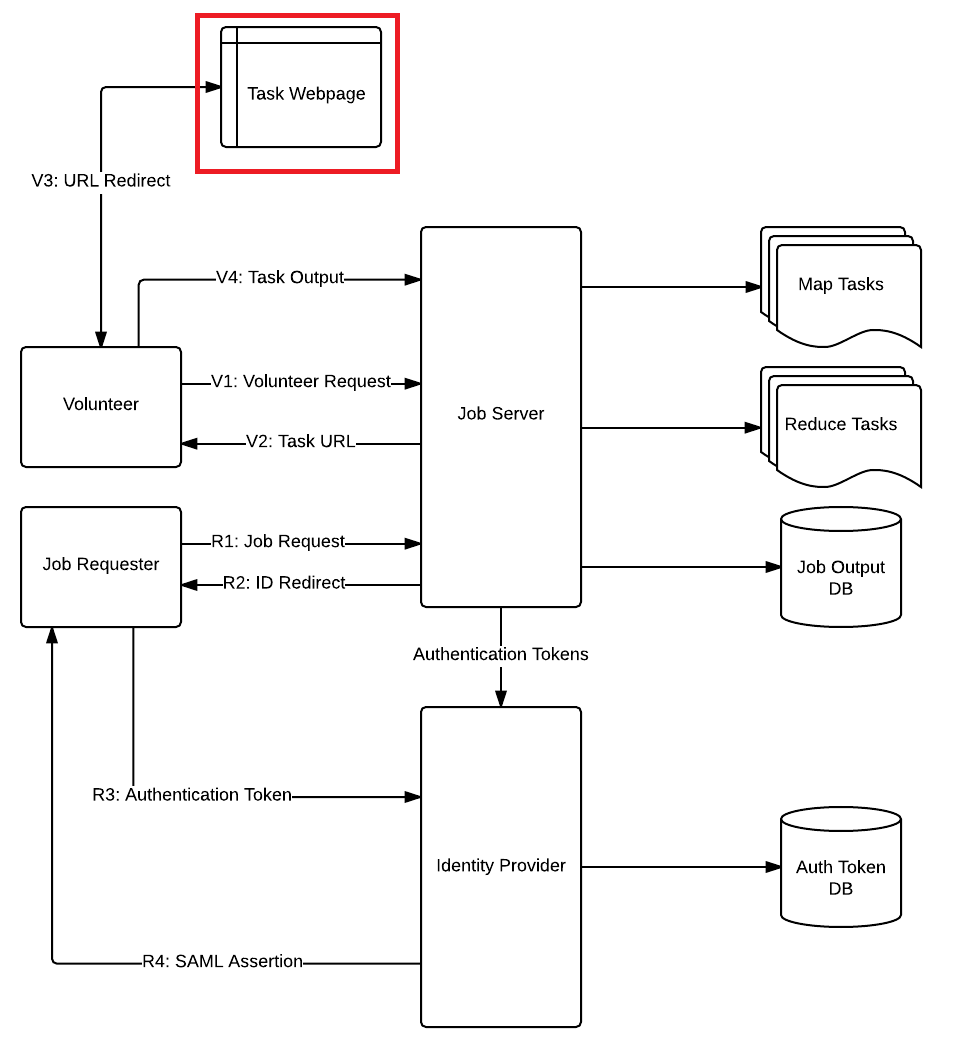 Task Webpage
V3: URL Redirect
V4: Task Output
Map Tasks
V1: Volunteer Request
Volunteer
Job Server
Reduce Tasks
V2: Task URL
R1: Job Request
Job Requester
R2: ID Redirect
Job Output
DB
Authentication Tokens
R3: Authentication Token
Identity Provider
Auth Token
DB
R4: SAML Assertion